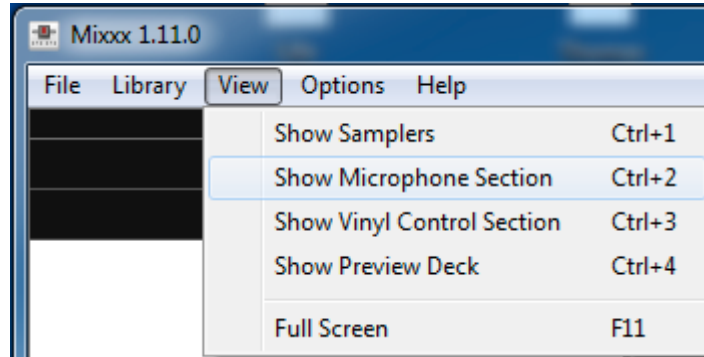 Mixxx 1.11.0
File Library View Options Help
Show Samplers Ctrl+1
Show Microphone Section Ctrl+2
Show Vinyl Control Section Ctrl+3
Show Preview Deck Ctrl+4
Full Screen F11